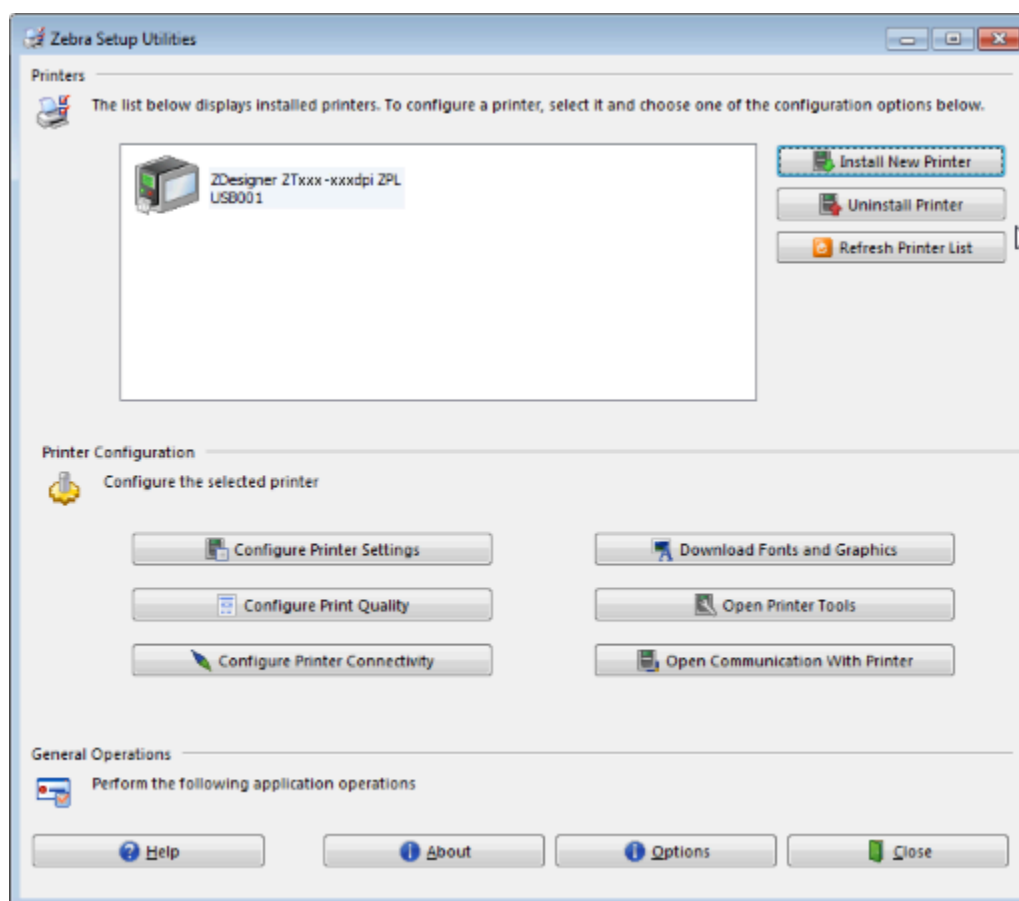 Zebra Setup Utilities
Printers
The list below displays installed printers. To configure a printer, select it and choose one of the configuration options below.
ZDesigner ZTxxx-xxxdpi ZPL
USB001
Install New Printer
Uninstall Printer
Refresh Printer List
Printer Configuration
Configure the selected printer
Configure Printer Settings
Download Fonts and Graphics
Configure Print Quality
Open Printer Tools
Configure Printer Connectivity
Open Communication With Printer
General Operations
Perform the following application operations
Help
About
Options
Close